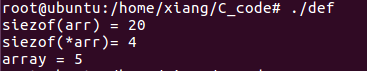 root@ubuntu:/home/xiang/C_code# ./def
siezof(arr) = 20
siezof(*arr)= 4
array = 5